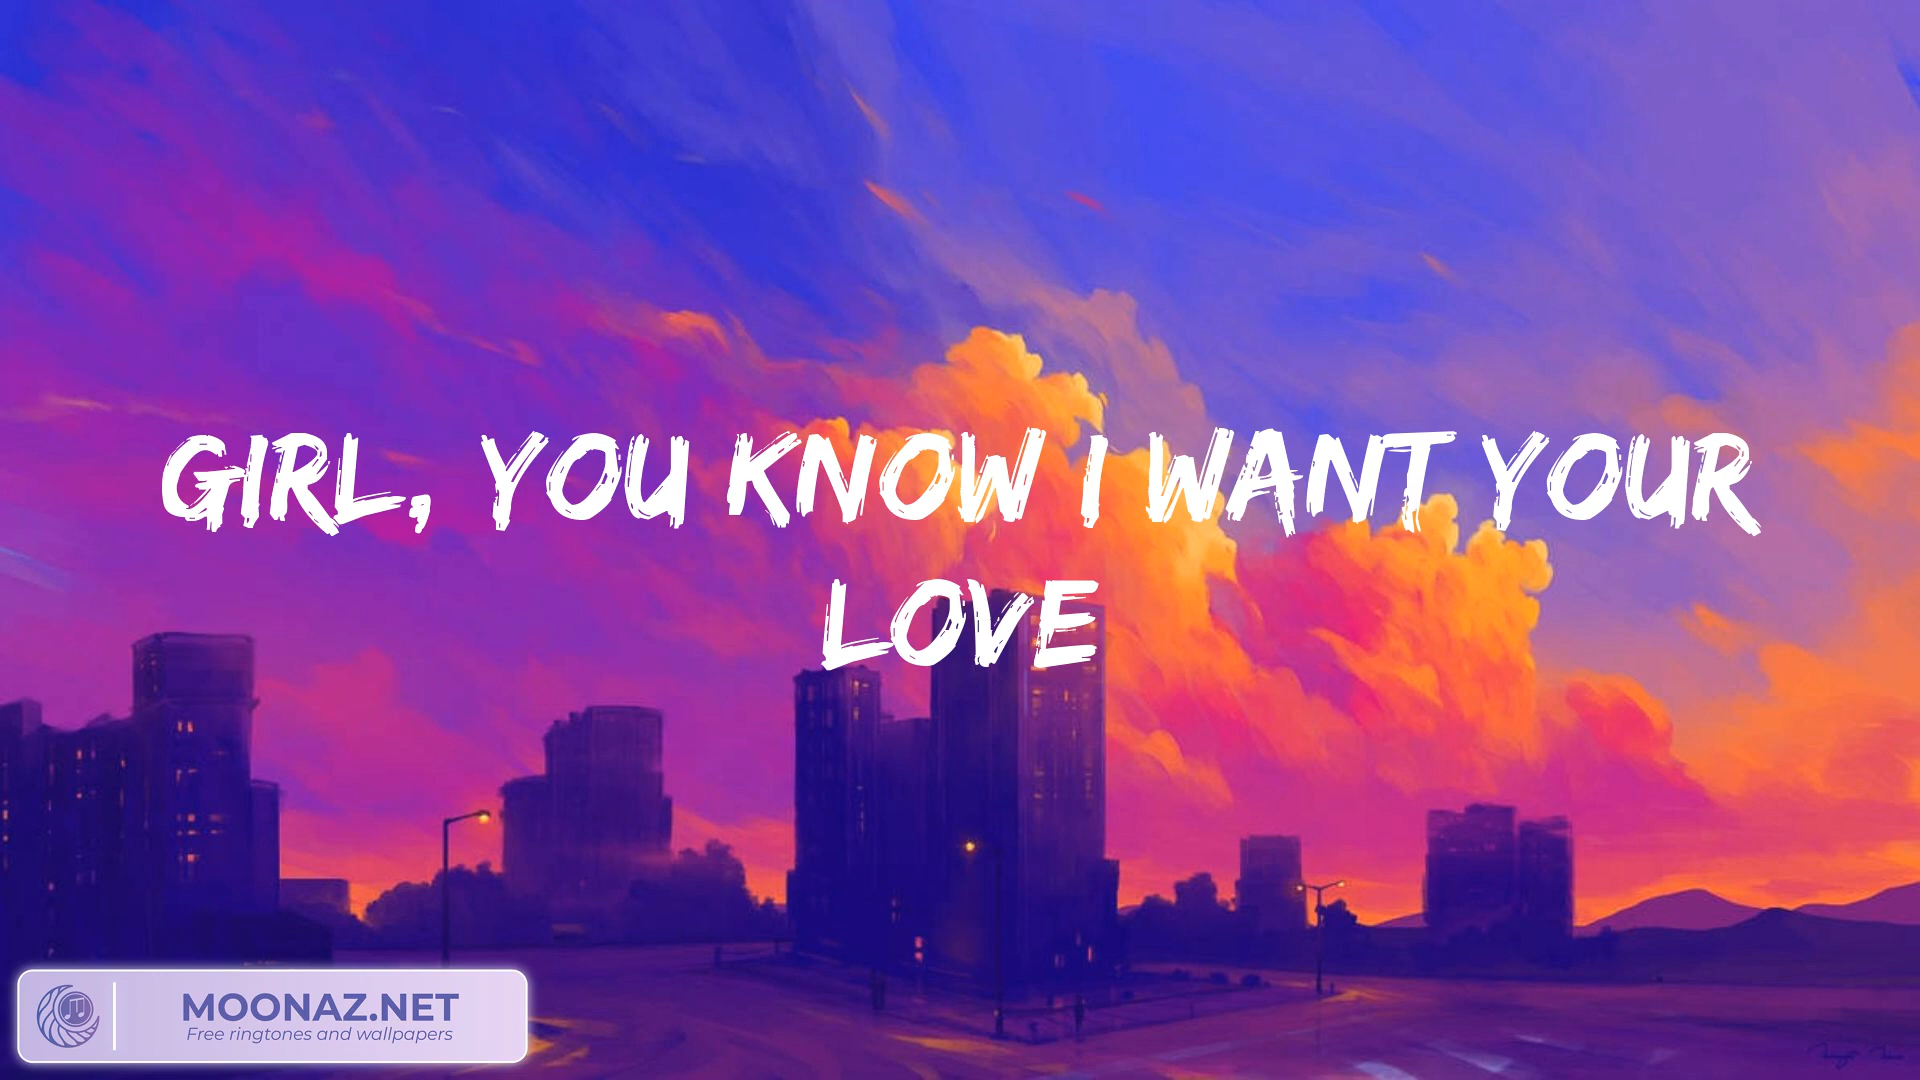 GIRL, YOU KNOW I WANT YOUR
LOVE
MOONAZ.NET
Free ringtones and wallpapers